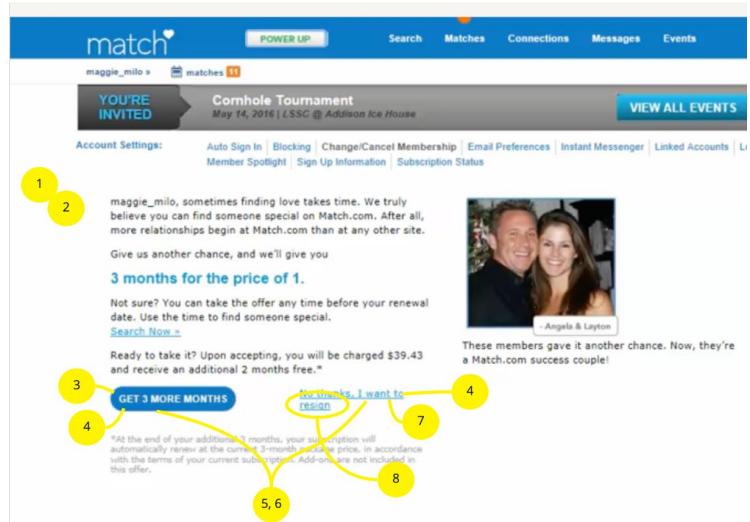 match
POWER UP
Search
Matches
Connections
Messages
Events
maggie_milo »
matches 11
YOU'RE
INVITED
Cornhole Tournament
May 14, 2016 | LSSC @ Addison Ice House
VIEW ALL EVENTS
Account Settings:
Auto Sign In | Blocking | Change/Cancel Membership | Email Preferences | Instant Messenger | Linked Accounts
Member Spotlight | Sign Up Information | Subscription Status
1
2
maggie_milo, sometimes finding love takes time. We truly
believe you can find someone special on Match.com. After all,
more relationships begin at Match.com than at any other site.
Give us another chance, and we'll give you
3 months for the price of 1.
Not sure? You can take the offer any time before your renewal
date. Use the time to find someone special.
Search Now »
- Angela & Layton
These members gave it another chance. Now, they're
a Match.com success couple!
Ready to take it? Upon accepting, you will be charged $39.43
and receive an additional 2 months free.*
3
GET 3 MORE MONTHS
No thanks, I want to
resign
4
4
7
*At the end of your additional 3 months, your subscription will
automatically renew at the current 3-month package price, in accordance
with the terms of your current subscription. Add-ons are not included in
this offer.
8
5, 6